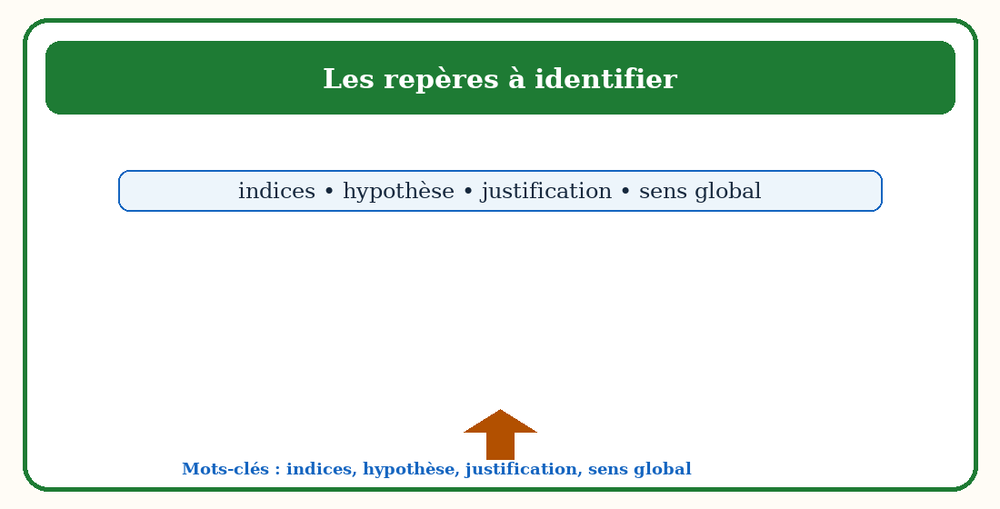 Les repères à identifier
indices • hypothèse • justification • sens global
Mots-clés : indices, hypothèse, justification, sens global